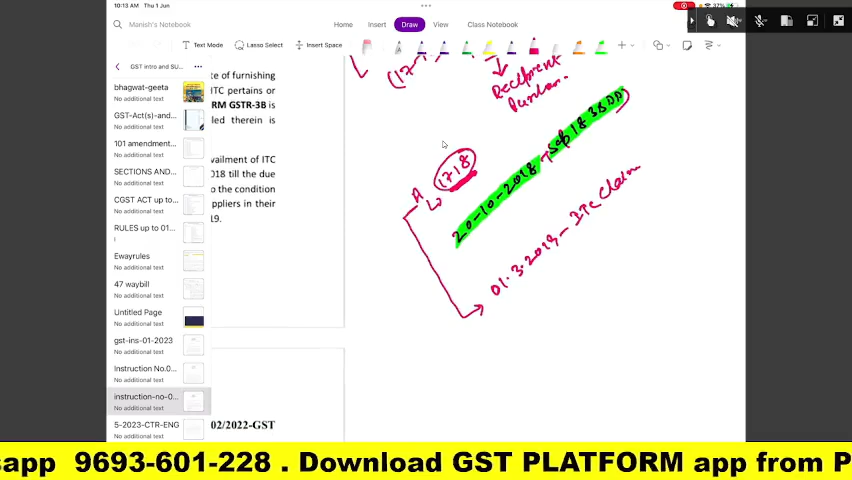 10:13 AM Thu 1 Jun
37%
Manish's Notebook
Home Insert Draw View Class Notebook
Text Mode Lasso Select Insert Space
GST intro and SU...
bhagwat-geeta
No additional text
GST-Act(s)-and...
No additional text
101 amendment...
No additional text
SECTIONS AND...
No additional text
CGST ACT up to...
No additional text
RULES up to 01...
I
Ewayrules
No additional text
47 waybill
No additional text
Untitled Page
No additional text
gst-ins-01-2023
No additional text
Instruction No.0...
No additional text
instruction-no-0...
No additional text
5-2023-CTR-ENG
No additional text
te of furnishing
ITC pertains or
RM GSTR-3B is
led therein is
vailment of ITC
018 till the due
o the condition
ppliers in their
19.
02/2022-GST
(17-
Recipient
A
1718
20-10-2018 - Sep 18 3B DD)
01.3.2019 - ITC Claim
sapp 9693-601-228 . Download GST PLATFORM app from P